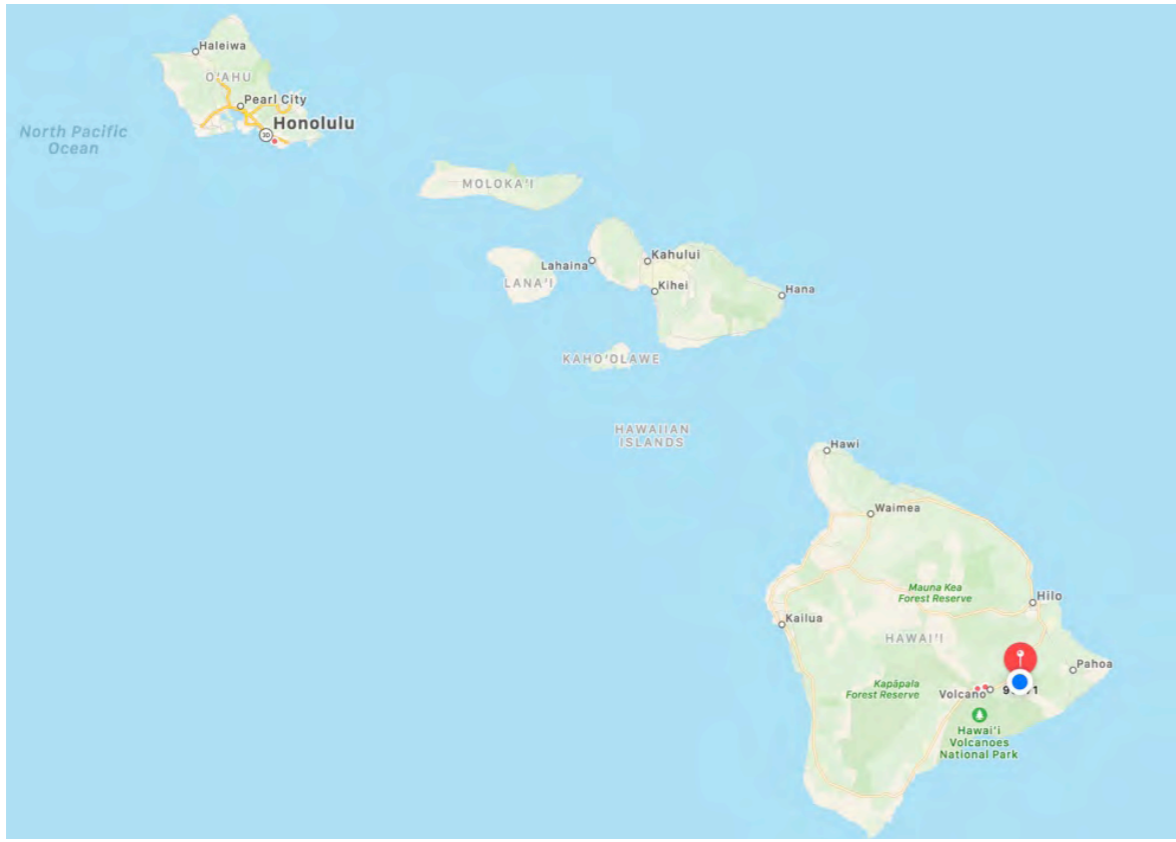 Haleiwa
O'AHU
Pearl City
Honolulu
North Pacific
Ocean
MOLOKA'I
Lahaina
Kahului
LANA'I
Kihei
Hana
KAHO'OLAWE
HAWAIIAN
ISLANDS
Hawi
Waimea
Mauna Kea
Forest Reserve
Hilo
Kailua
HAWAI'I
Pahoa
Kapāpala
Forest Reserve
Volcano
Hawai'i
Volcanoes
National Park